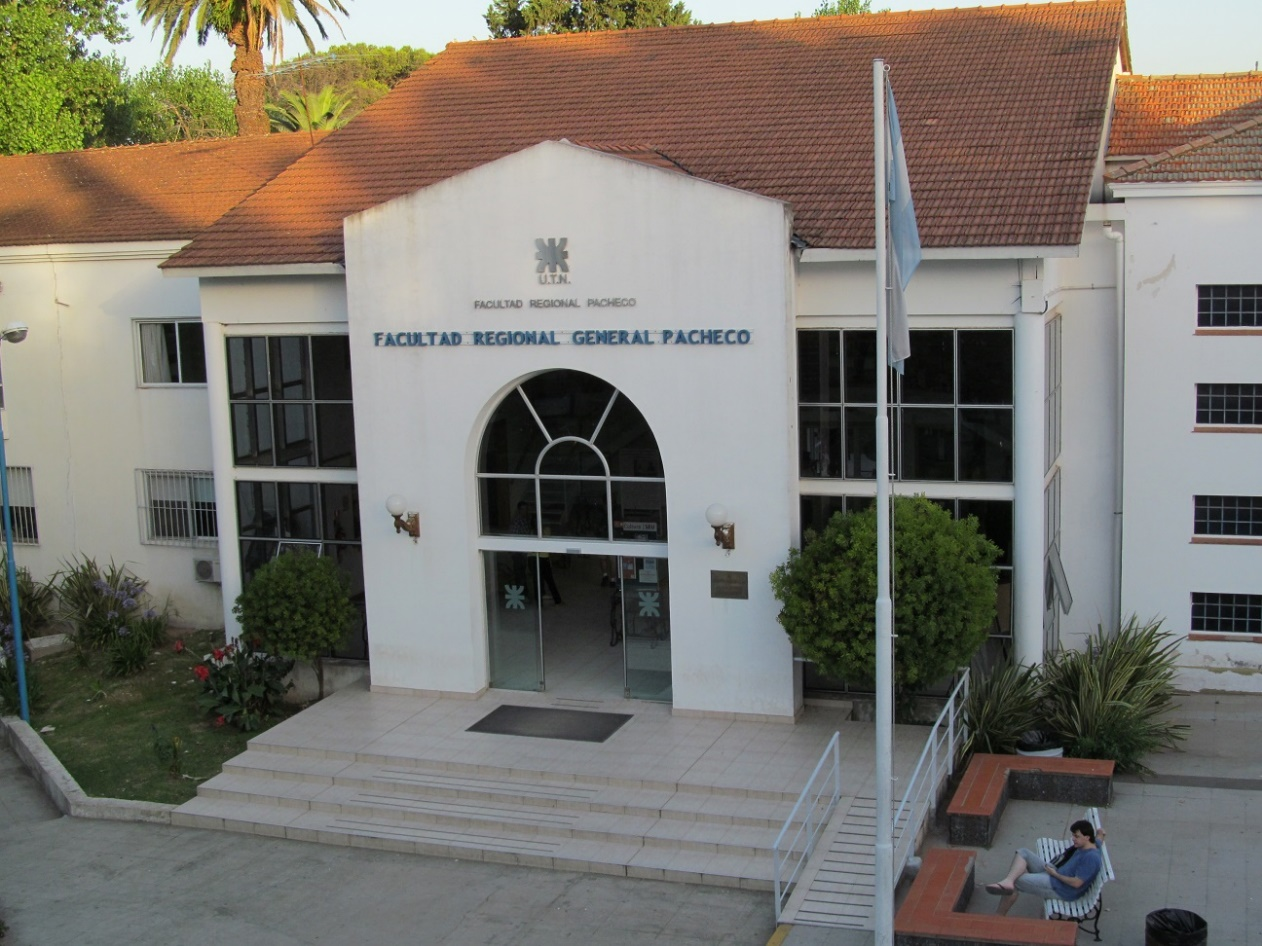 U.T.N.
FACULTAD REGIONAL PACHECO
FACULTAD REGIONAL GENERAL PACHECO